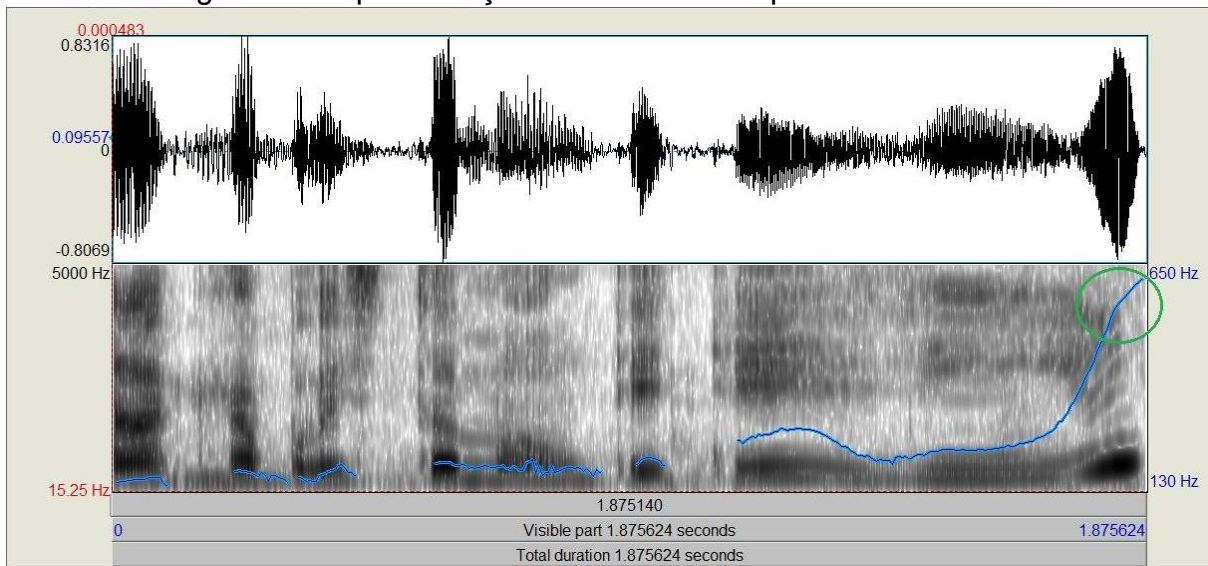 0.000483
0.8316
0.09557
0
-0.8069
5000 Hz
650 Hz
15.25 Hz
130 Hz
1.875140
0 Visible part 1.875624 seconds 1.875624
Total duration 1.875624 seconds